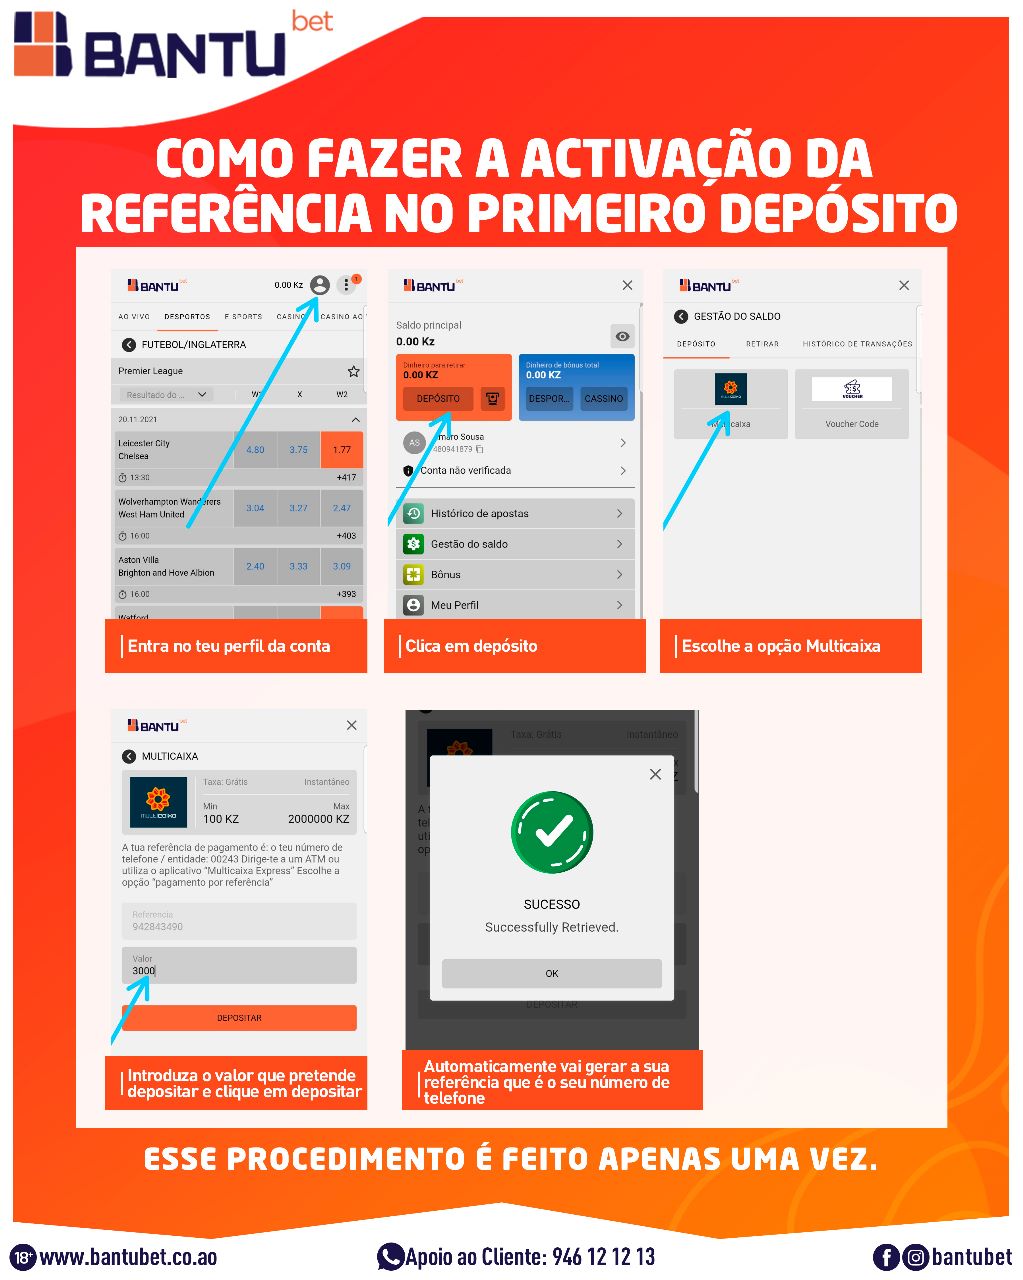 BANTU bet
COMO FAZER A ACTIVAÇÃO DA
REFERÊNCIA NO PRIMEIRO DEPÓSITO
BANTU bet
0.00 Kz
1
AO VIVO DESPORTOS E SPORTS CASINO CASINO AO
FUTEBOL/INGLATERRA
Premier League
Resultado do ...
X W2
20.11.2021
Leicester City
Chelsea
4.80 3.75 1.77
13:30 +417
Wolverhampton Wanderers
West Ham United
3.04 3.27 2.47
16:00 +403
Aston Villa
Brighton and Hove Albion
2.40 3.33 3.09
16:00 +393
Watford
Entra no teu perfil da conta
BANTU bet
Saldo principal
0.00 Kz
Dinheiro para retirar
0.00 KZ
DEPÓSITO
Dinheiro de bónus total
0.00 KZ
DESPOR... CASSINO
AS
Sousa
480941879
Conta não verificada
Histórico de apostas
Gestão do saldo
Bônus
Meu Perfil
Clica em depósito
BANTU bet
GESTÃO DO SALDO
DEPÓSITO RETIRAR HISTÓRICO DE TRANSAÇÕES
VOUCHER
Multicaixa
Voucher Code
Escolhe a opção Multicaixa
BANTU bet
MULTICAIXA
MULTICAIXA
Taxa: Grátis Instantâneo
Min Max
100 KZ 2000000 KZ
A tua referência de pagamento é: o teu número de
telefone / entidade: 00243 Dirige-te a um ATM ou
utiliza o aplicativo "Multicaixa Express" Escolhe a
opção "pagamento por referência"
Referencia
942843490
Valor
3000
DEPOSITAR
Introduza o valor que pretende
depositar e clique em depositar
Taxa: Grátis Instantâneo
SUCESSO
Successfully Retrieved.
OK
DEPOSITAR
Automaticamente vai gerar a sua
referência que é o seu número de
telefone
ESSE PROCEDIMENTO É FEITO APENAS UMA VEZ.
18+ www.bantubet.co.ao
Apoio ao Cliente: 946 12 12 13
bantubet